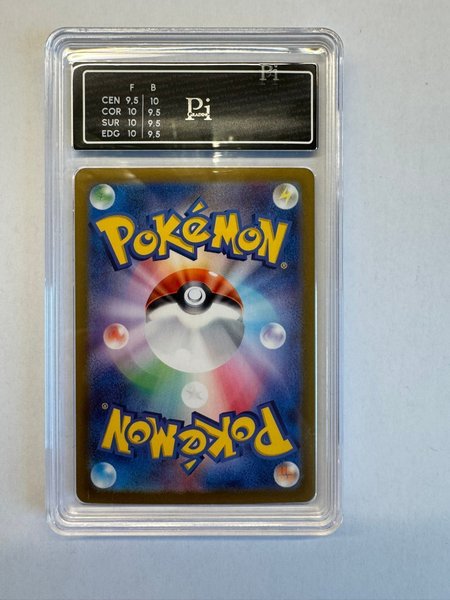 F B
CEN 9,5 10
COR 10 9.5
SUR 10 9.5
EDG 10 9.5
Pi
GRADING
Pi
POKéMON
®
POKéMON
®